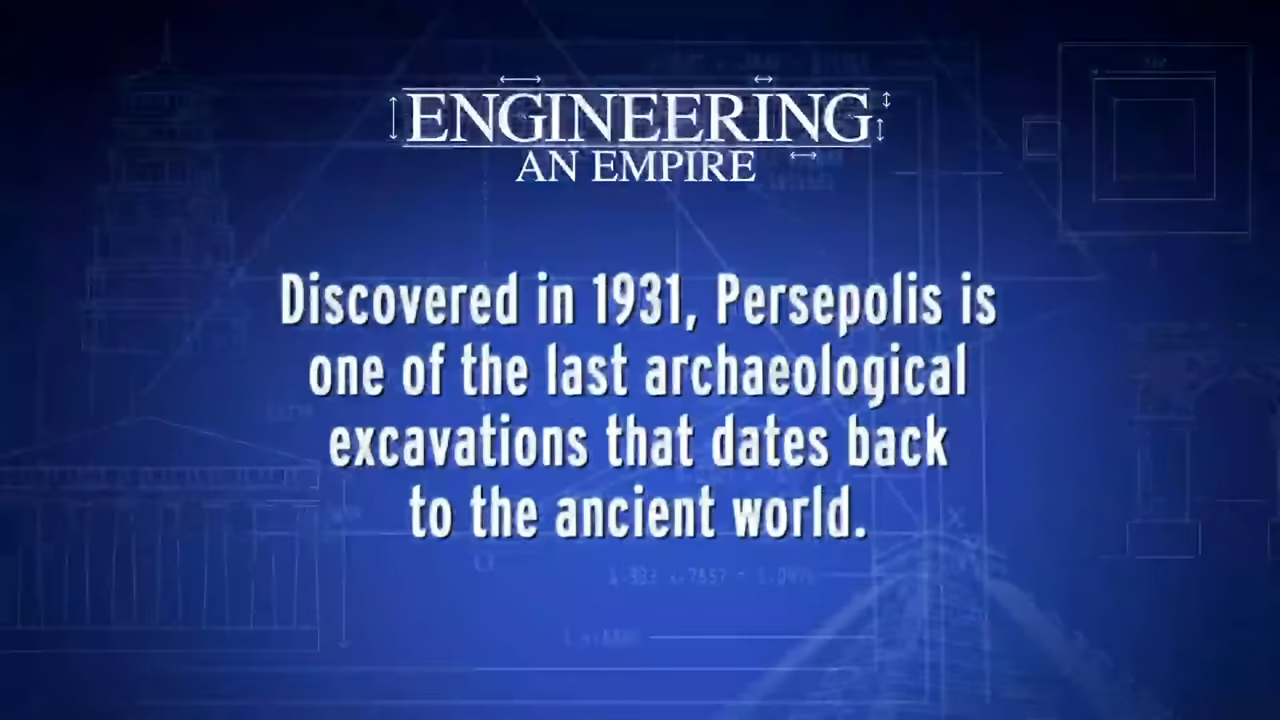 ENGINEERING
AN EMPIRE
Discovered in 1931, Persepolis is
one of the last archaeological
excavations that dates back
to the ancient world.